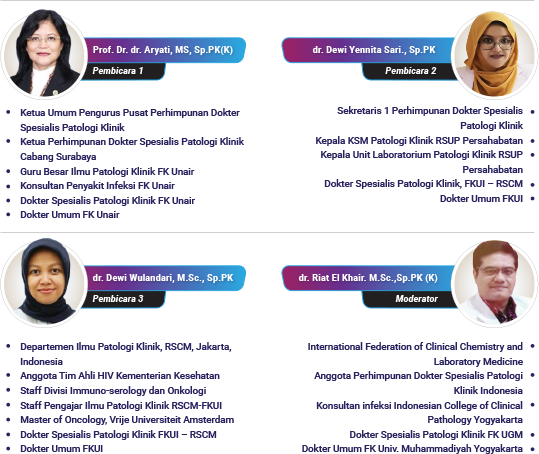 Prof. Dr. dr. Aryati, MS, Sp.PK(K)
Pembicara 1
• Ketua Umum Pengurus Pusat Perhimpunan Dokter
Spesialis Patologi Klinik
• Ketua Perhimpunan Dokter Spesialis Patologi Klinik
Cabang Surabaya
• Guru Besar Ilmu Patologi Klinik FK Unair
• Konsultan Penyakit Infeksi FK Unair
• Dokter Spesialis Patologi Klinik FK Unair
• Dokter Umum FK Unair
dr. Dewi Yennita Sari., Sp.PK
Pembicara 2
Sekretaris 1 Perhimpunan Dokter Spesialis •
Patologi Klinik
Kepala KSM Patologi Klinik RSUP Persahabatan •
Kepala Unit Laboratorium Patologi Klinik RSUP •
Persahabatan
Dokter Spesialis Patologi Klinik, FKUI – RSCM •
Dokter Umum FKUI •
dr. Dewi Wulandari, M.Sc., Sp.PK
Pembicara 3
• Departemen Ilmu Patologi Klinik, RSCM, Jakarta,
Indonesia
• Anggota Tim Ahli HIV Kementerian Kesehatan
• Staff Divisi Immuno-serology dan Onkologi
• Staf Pengajar Ilmu Patologi Klinik RSCM-FKUI
• Master of Oncology, Vrije Universiteit Amsterdam
• Dokter Spesialis Patologi Klinik FKUI – RSCM
• Dokter Umum FKUI
dr. Riat El Khair. M.Sc.,Sp.PK (K)
Moderator
International Federation of Clinical Chemistry and •
Laboratory Medicine
Anggota Perhimpunan Dokter Spesialis Patologi •
Klinik Indonesia
Konsultan infeksi Indonesian College of Clinical •
Pathology Yogyakarta
Dokter Spesialis Patologi Klinik FK UGM •
Dokter Umum FK Univ. Muhammadiyah Yogyakarta •